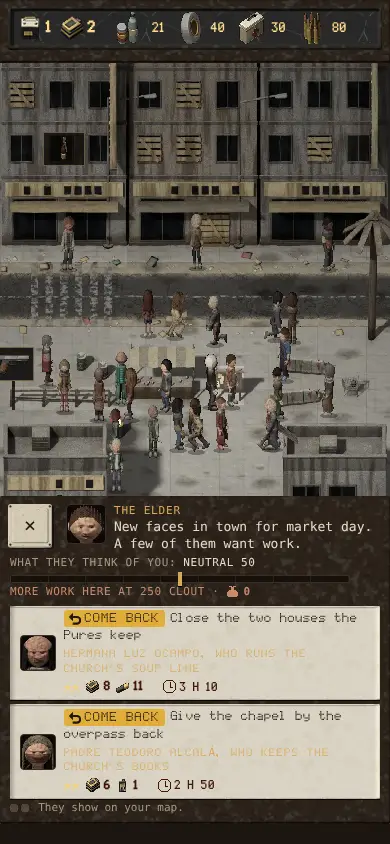 1 2 21 40 30 80
THE ELDER
New faces in town for market day.
A few of them want work.
WHAT THEY THINK OF YOU: NEUTRAL 50
MORE WORK HERE AT 250 CLOUT · 0
COME BACK Close the two houses the
Pures keep
HERMANA LUZ OCAMPO, WHO RUNS THE
CHURCH'S SOUP LINE
8 11 3 H 10
COME BACK Give the chapel by the
overpass back
PADRE TEODORO ALCALÁ, WHO KEEPS THE
CHURCH'S BOOKS
6 1 2 H 50
They show on your map.